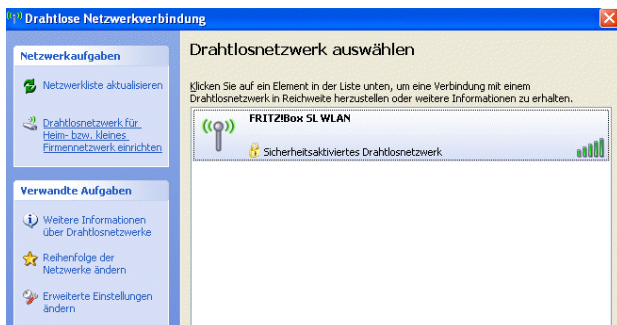 Drahtlose Netzwerkverbindung
Netzwerkaufgaben
Netzwerkliste aktualisieren
Drahtlosnetzwerk für
Heim- bzw. kleines
Firmennetzwerk einrichten
Verwandte Aufgaben
Weitere Informationen
über Drahtlosnetzwerke
Reihenfolge der
Netzwerke ändern
Erweiterte Einstellungen
ändern
Drahtlosnetzwerk auswählen
Klicken Sie auf ein Element in der Liste unten, um eine Verbindung mit einem
Drahtlosnetzwerk in Reichweite herzustellen oder weitere Informationen zu erhalten.
FRITZ!Box SL WLAN
Sicherheitsaktiviertes Drahtlosnetzwerk